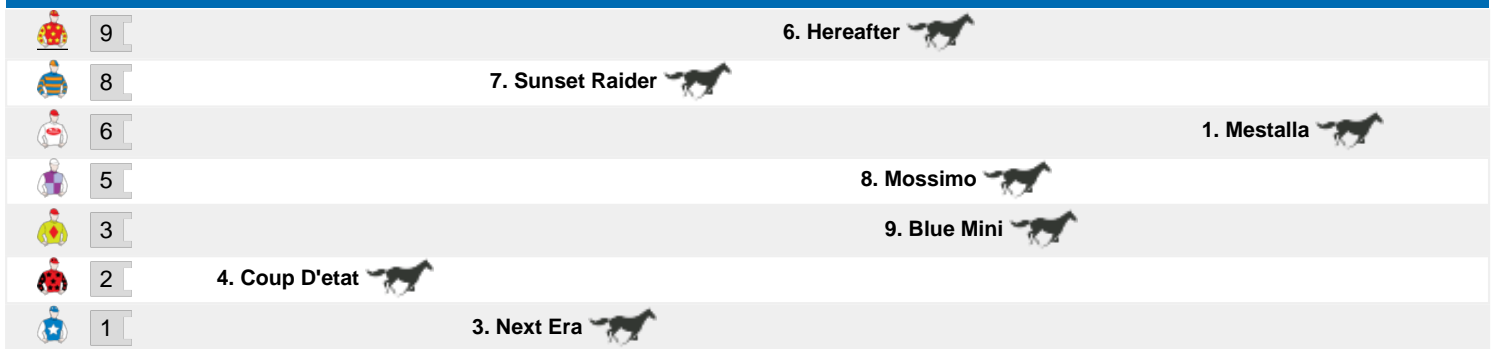 9 6. Hereafter
8 7. Sunset Raider
6 1. Mestalla
5 8. Mossimo
3 9. Blue Mini
2 4. Coup D'etat
1 3. Next Era